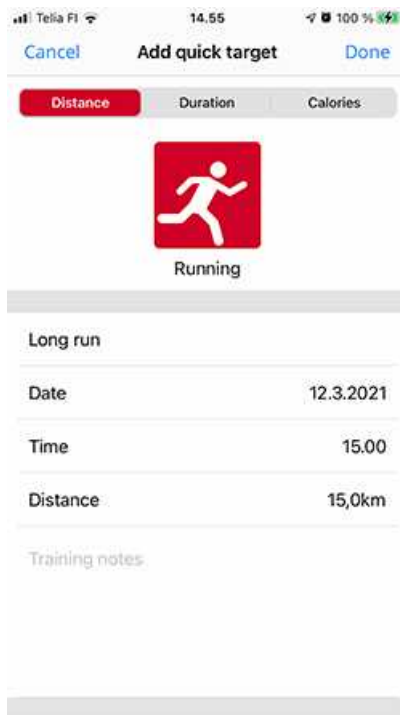 Telia FI 14.55 100 %
Cancel Add quick target Done
Distance Duration Calories
Running
Long run
Date 12.3.2021
Time 15.00
Distance 15,0km
Training notes